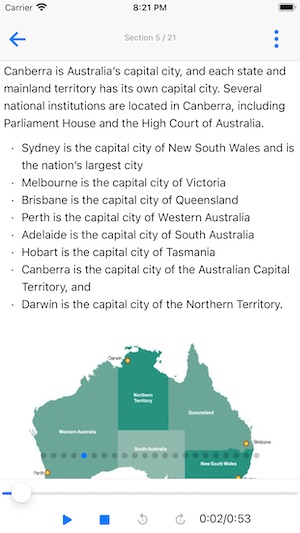 Carrier 8:21 PM
Section 5 / 21
Canberra is Australia's capital city, and each state and
mainland territory has its own capital city. Several
national institutions are located in Canberra, including
Parliament House and the High Court of Australia.
· Sydney is the capital city of New South Wales and is
the nation's largest city
· Melbourne is the capital city of Victoria
· Brisbane is the capital city of Queensland
· Perth is the capital city of Western Australia
· Adelaide is the capital city of South Australia
· Hobart is the capital city of Tasmania
· Canberra is the capital city of the Australian Capital
Territory, and
· Darwin is the capital city of the Northern Territory.
Darwin
Northern
Territory
Queensland
Western Australia
South Australia
Brisbane
New South Wales
Perth
0:02/0:53